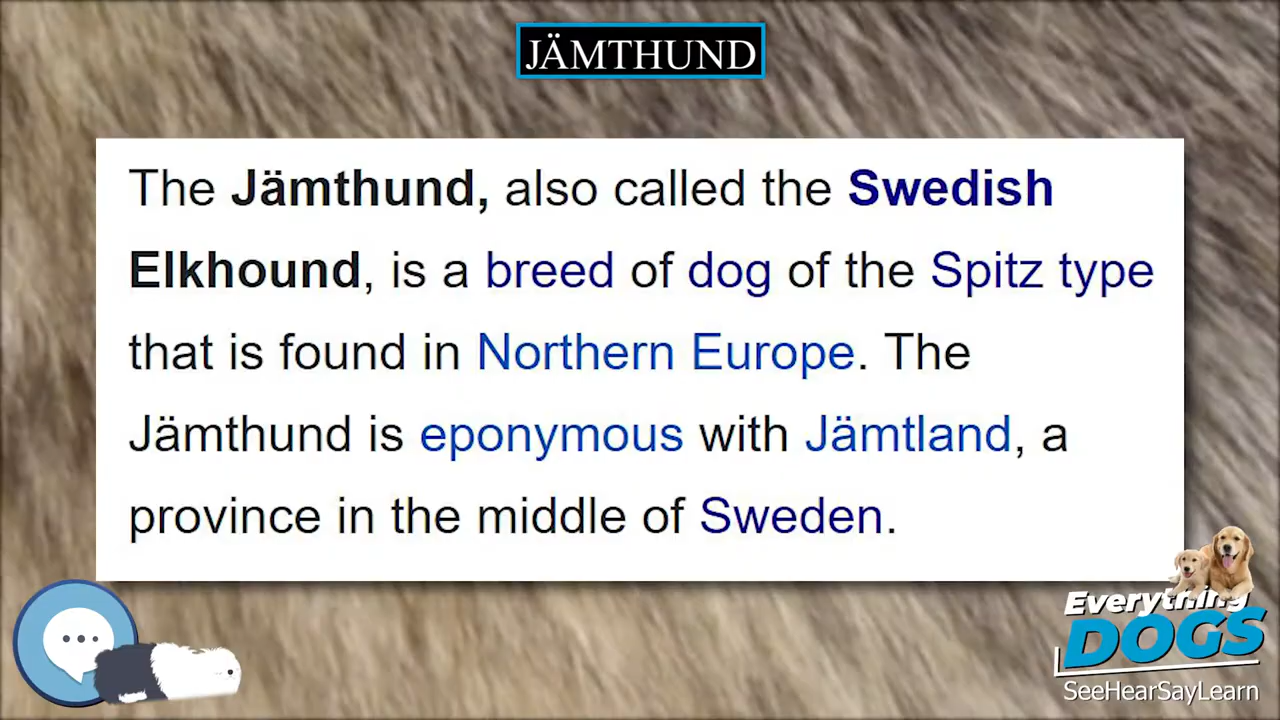 JÄMTHUND
The Jämthund, also called the Swedish
Elkhound, is a breed of dog of the Spitz type
that is found in Northern Europe. The
Jämthund is eponymous with Jämtland, a
province in the middle of Sweden.
Everything
DOGS
SeeHearSayLearn